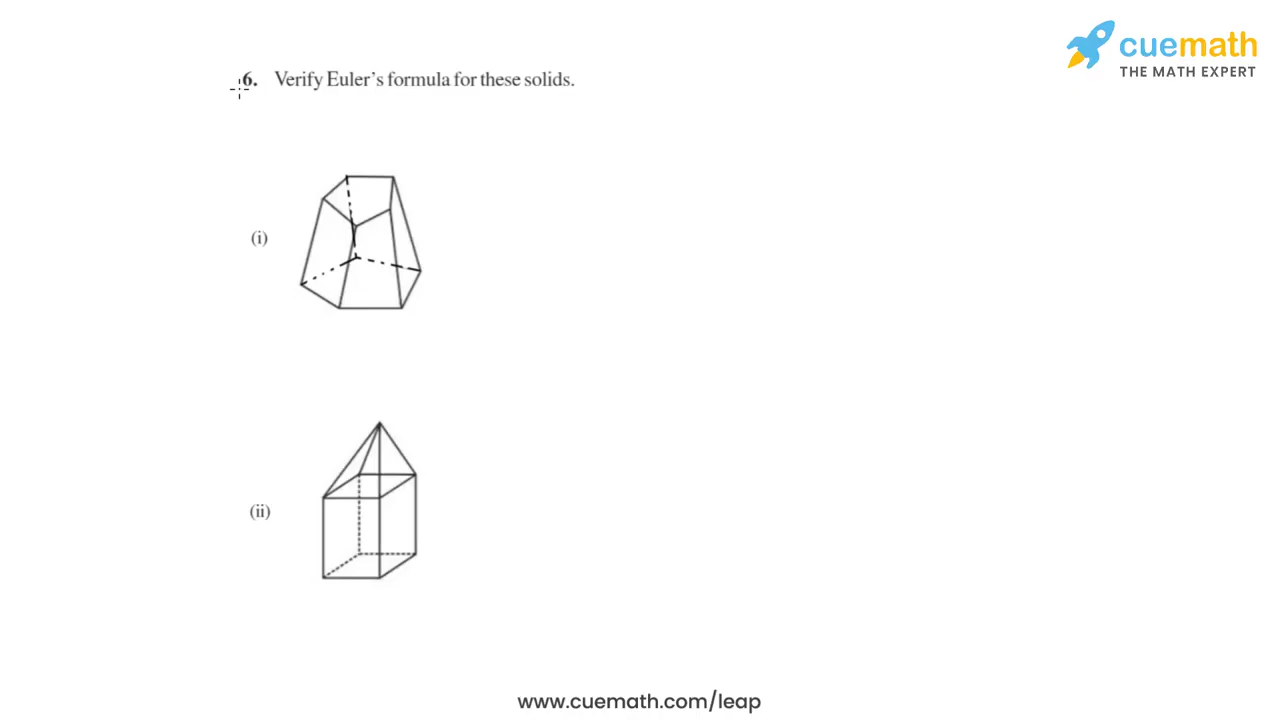 cuemath
THE MATH EXPERT
6. Verify Euler's formula for these solids.
(i)
(ii)
www.cuemath.com/leap